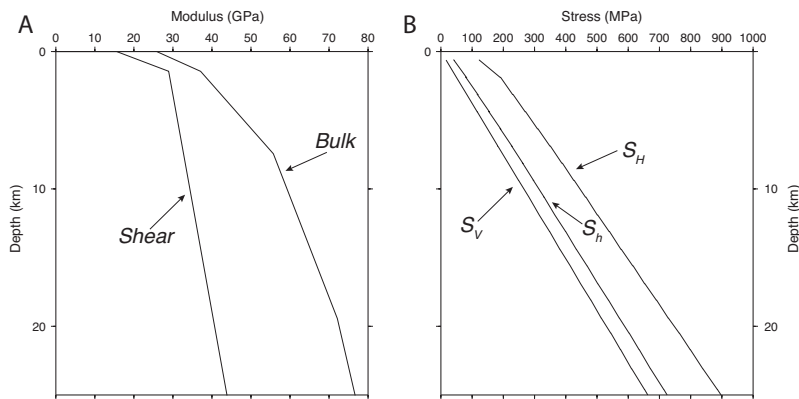 A
Modulus (GPa)
0 10 20 30 40 50 60 70 80
0
10
20
Depth (km)
Bulk
Shear
B
Stress (MPa)
0 100 200 300 400 500 600 700 800 900 1000
0
10
20
Depth (km)
S_H
S_V
S_h